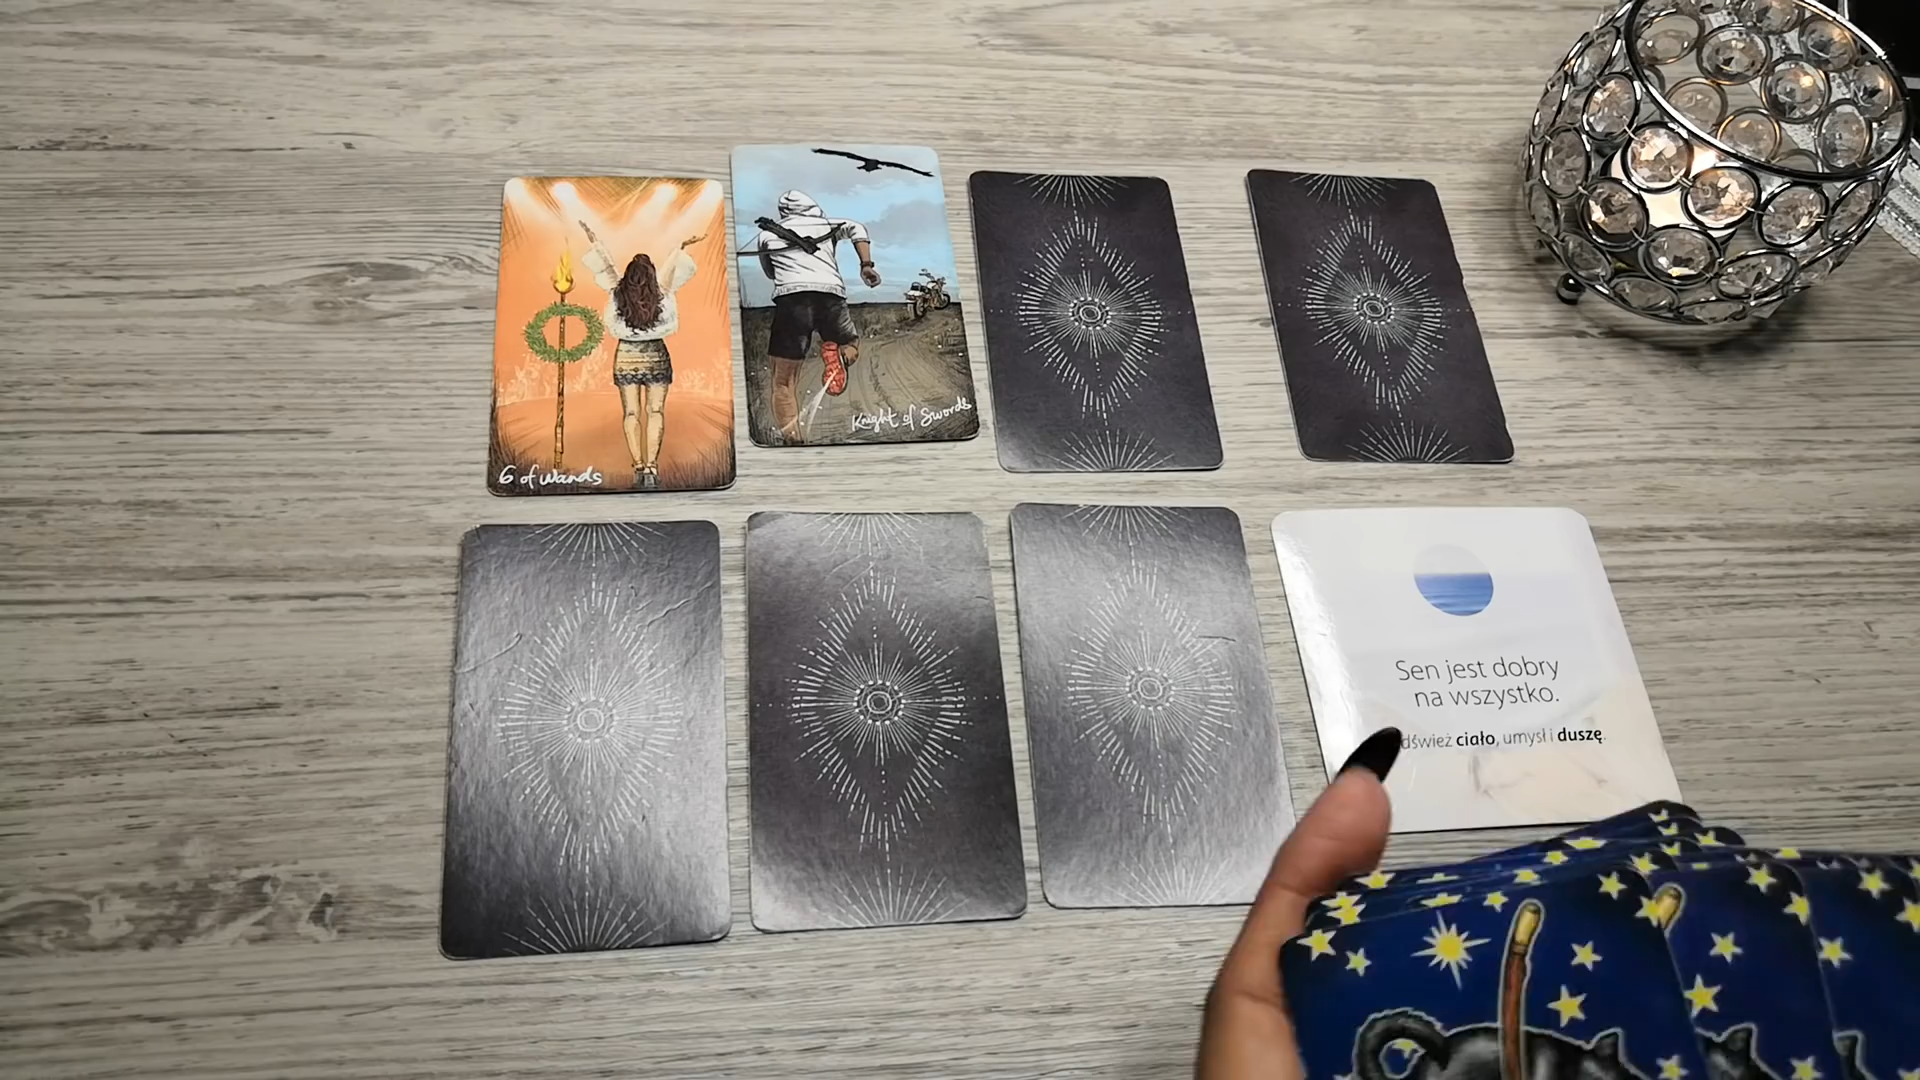 6 of Wands
Knight of Swords
Sen jest dobry
na wszystko.
ciało, umysł i duszę.